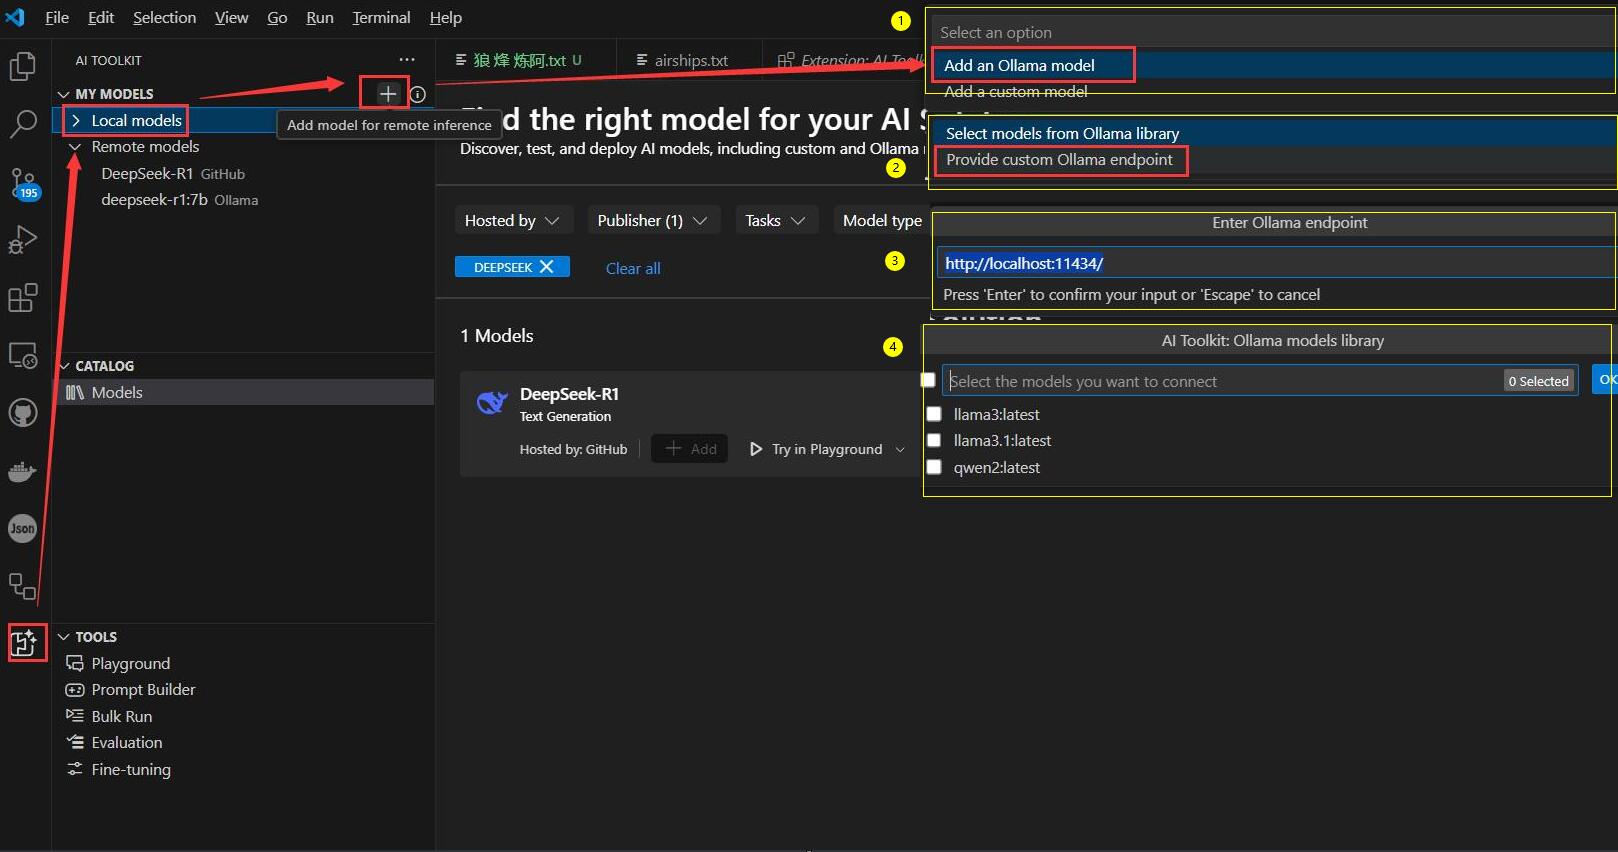 File Edit Selection View Go Run Terminal Help
AI TOOLKIT
MY MODELS
Local models
Add model for remote inference
Remote models
DeepSeek-R1 GitHub
deepseek-r1:7b Ollama
195
CATALOG
Models
TOOLS
Playground
Prompt Builder
Bulk Run
Evaluation
Fine-tuning
Json
狼 烽 炼阿.txt U
airships.txt
Extension: AI Toolk
d the right model for your AI S
Discover, test, and deploy AI models, including custom and Ollama
Hosted by
Publisher (1)
Tasks
Model type
DEEPSEEK
Clear all
1 Models
DeepSeek-R1
Text Generation
Hosted by: GitHub
Add
Try in Playground
1
Select an option
Add an Ollama model
Add a custom model
2
Select models from Ollama library
Provide custom Ollama endpoint
3
Enter Ollama endpoint
http://localhost:11434/
Press 'Enter' to confirm your input or 'Escape' to cancel
4
AI Toolkit: Ollama models library
Select the models you want to connect
0 Selected
OK
llama3:latest
llama3.1:latest
qwen2:latest